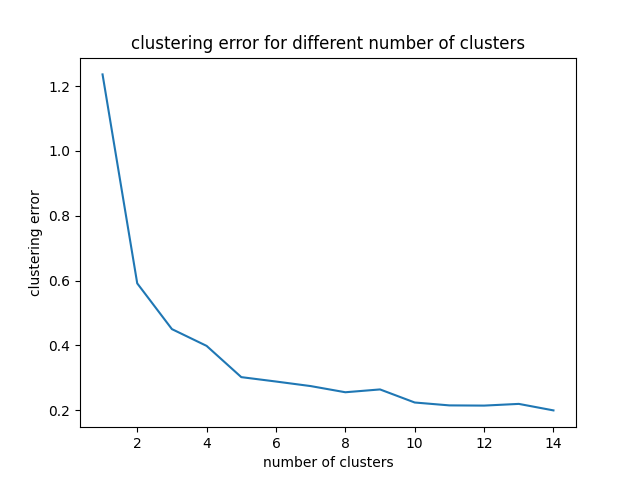 clustering error for different number of clusters
1.2
1.0
0.8
0.6
0.4
0.2
clustering error
2 4 6 8 10 12 14
number of clusters